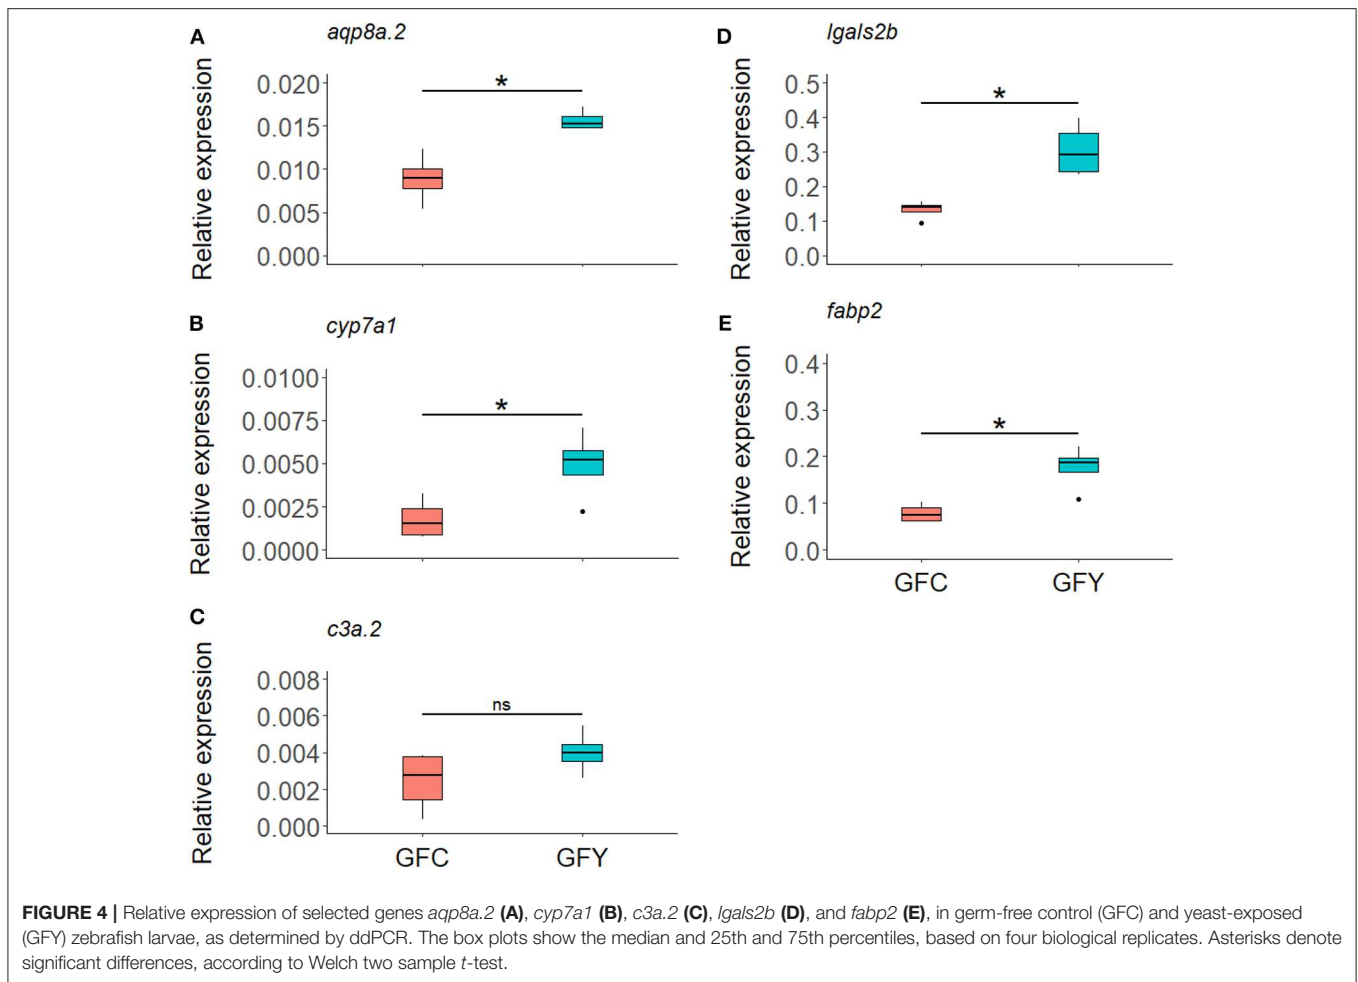 A
aqp8a.2
Relative expression
0.020
0.015
0.010
0.005
0.000
*
B
cyp7a1
Relative expression
0.0100
0.0075
0.0050
0.0025
0.0000
*
C
c3a.2
Relative expression
0.008
0.006
0.004
0.002
0.000
ns
GFC GFY
D
lgals2b
Relative expression
0.5
0.4
0.3
0.2
0.1
0.0
*
E
fabp2
Relative expression
0.4
0.3
0.2
0.1
0.0
*
GFC GFY
FIGURE 4 | Relative expression of selected genes aqp8a.2 (A), cyp7a1 (B), c3a.2 (C), lgals2b (D), and fabp2 (E), in germ-free control (GFC) and yeast-exposed
(GFY) zebrafish larvae, as determined by ddPCR. The box plots show the median and 25th and 75th percentiles, based on four biological replicates. Asterisks denote
significant differences, according to Welch two sample t-test.